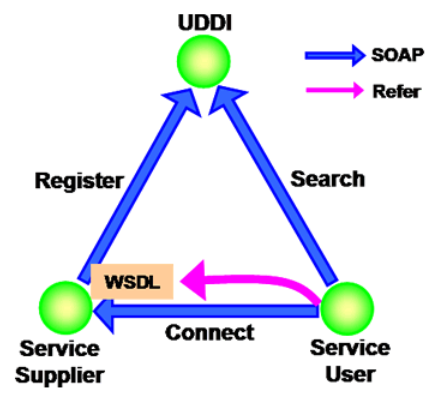 UDDI
SOAP
Refer
Register
Search
WSDL
Connect
Service
Supplier
Service
User